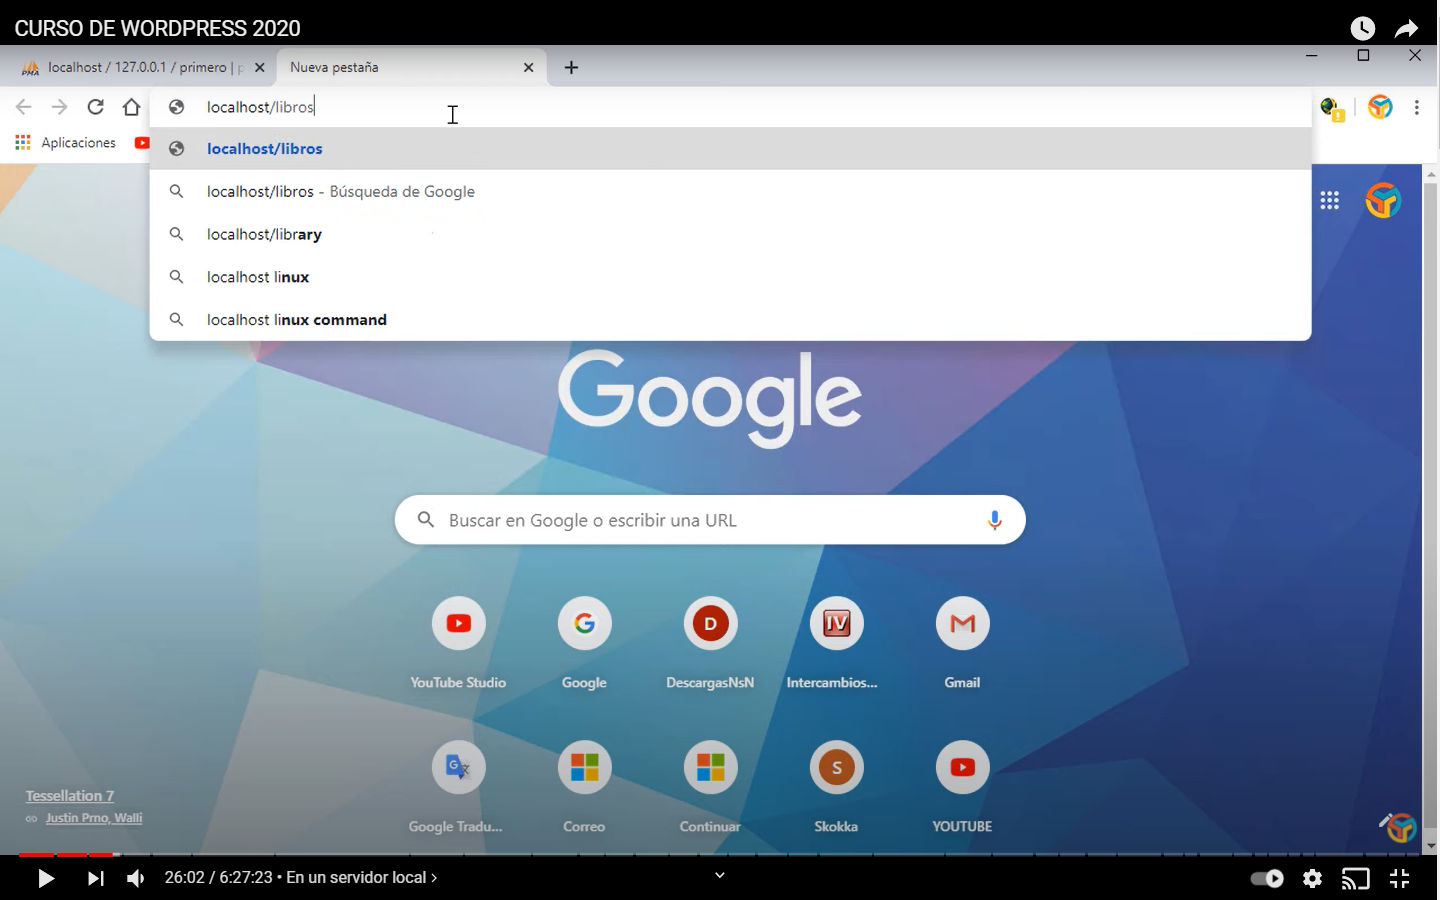 CURSO DE WORDPRESS 2020
localhost / 127.0.0.1 / primero | p
Nueva pestaña
localhost/libros
Aplicaciones
localhost/libros
localhost/libros - Búsqueda de Google
localhost/library
localhost linux
localhost linux command
Google
Buscar en Google o escribir una URL
D
IV
YouTube Studio
Google
DescargasNsN
Intercambios...
Gmail
S
Google Tradu...
Correo
Continuar
Skokka
YOUTUBE
Tessellation 7
Justin Prno, Walli
26:02 / 6:27:23 • En un servidor local >